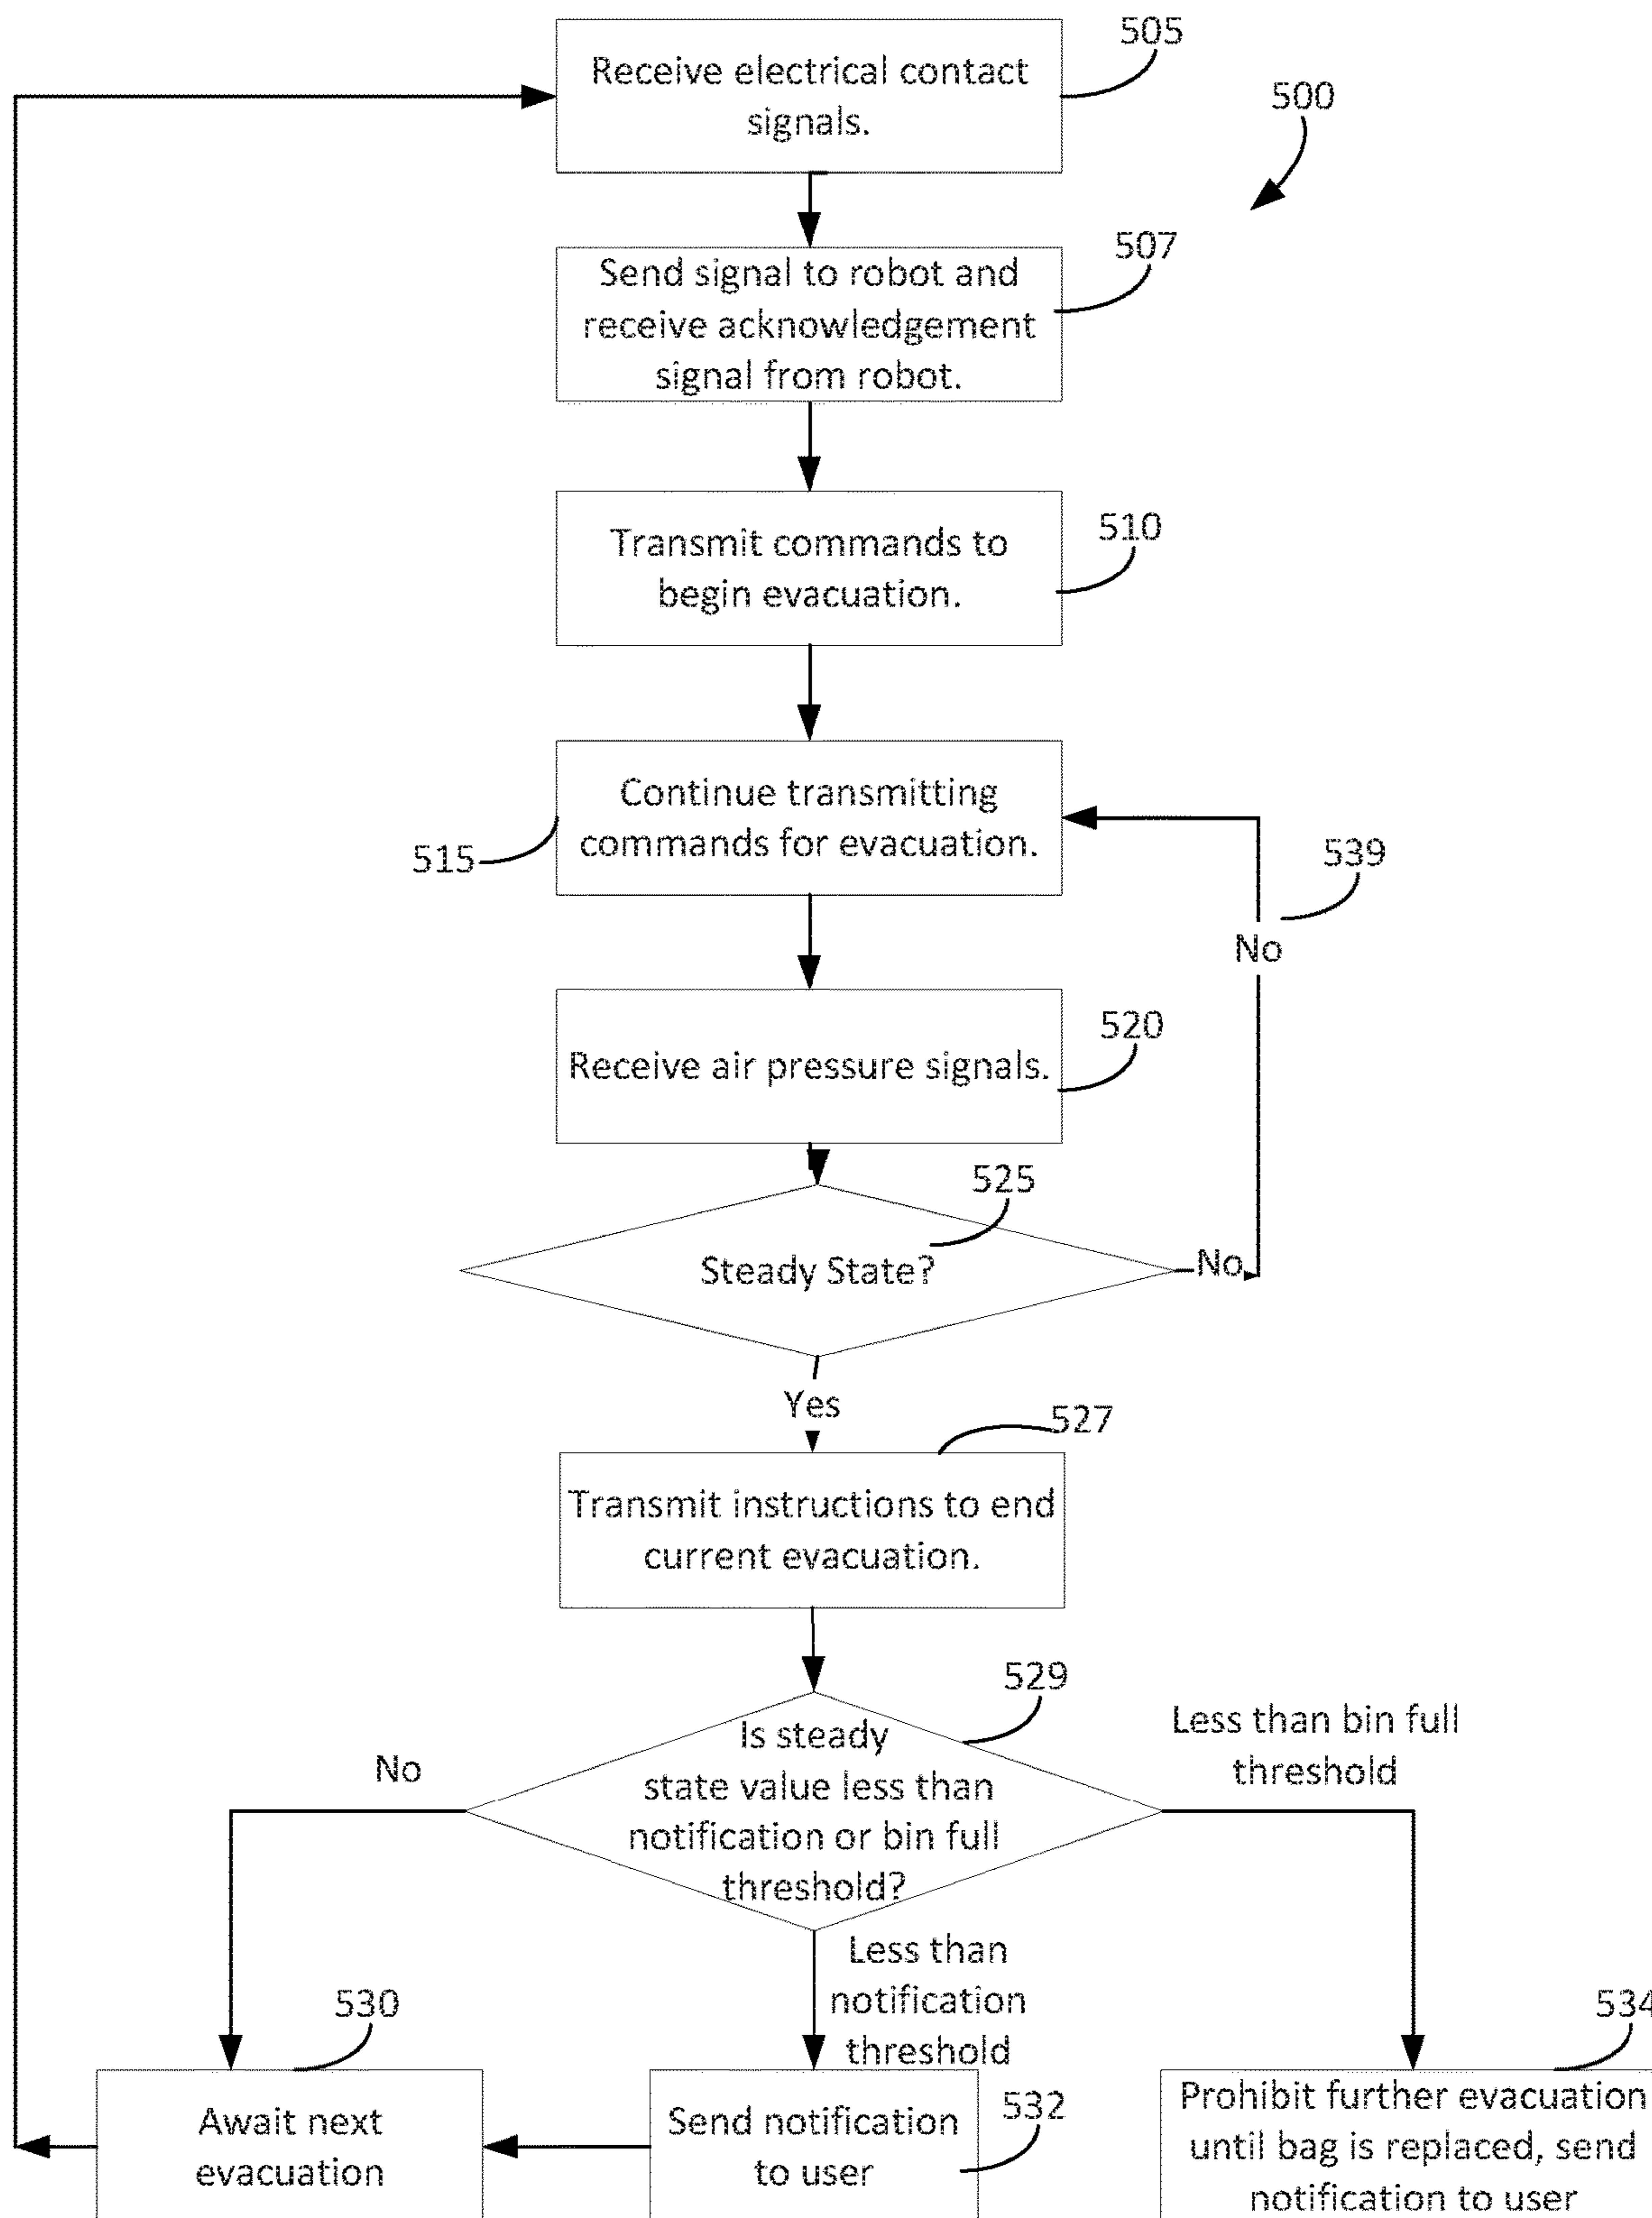 505
Receive electrical contact
signals.
500
507
Send signal to robot and
receive acknowledgement
signal from robot.
510
Transmit commands to
begin evacuation.
Continue transmitting
commands for evacuation.
515
539
No
520
Receive air pressure signals.
525
Steady State?
No
Yes
527
Transmit instructions to end
current evacuation.
529
Is steady
state value less than
notification or bin full
threshold?
No
Less than bin full
threshold
Less than
notification
threshold
530
Await next
evacuation
532
Send notification
to user
534
Prohibit further evacuation
until bag is replaced, send
notification to user